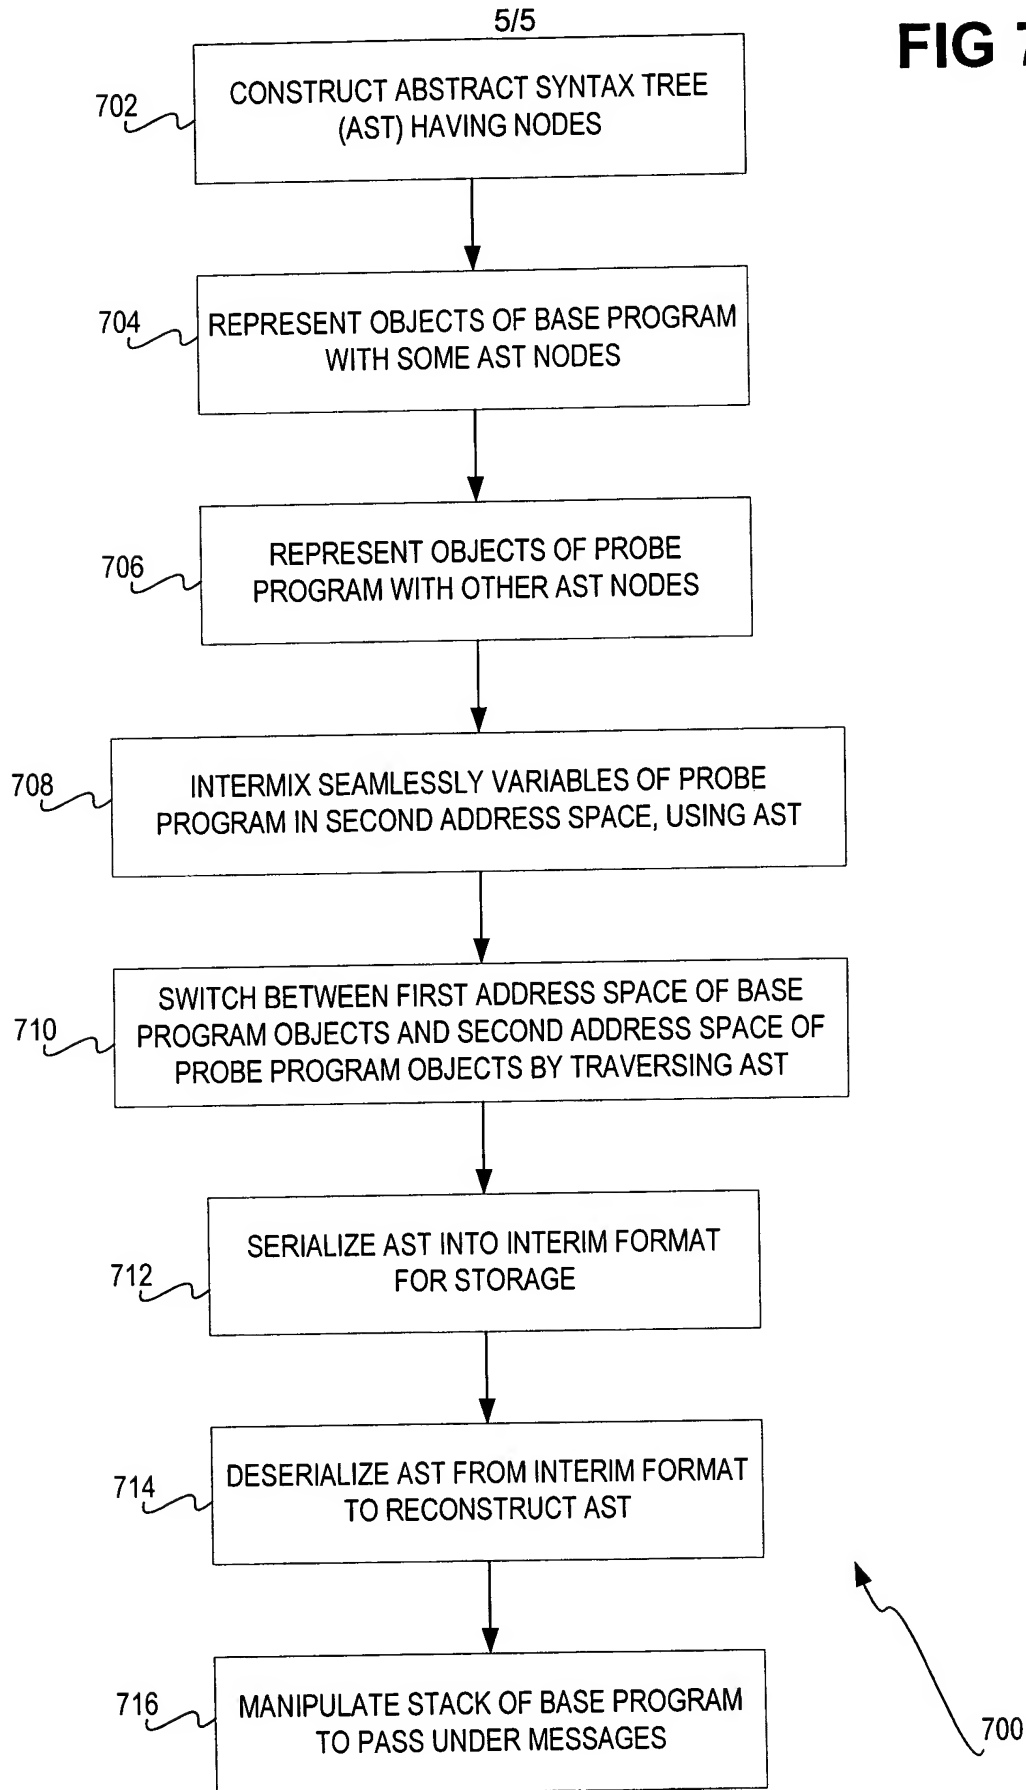 5/5
FIG 7
702
CONSTRUCT ABSTRACT SYNTAX TREE
(AST) HAVING NODES
704
REPRESENT OBJECTS OF BASE PROGRAM
WITH SOME AST NODES
706
REPRESENT OBJECTS OF PROBE
PROGRAM WITH OTHER AST NODES
708
INTERMIX SEAMLESSLY VARIABLES OF PROBE
PROGRAM IN SECOND ADDRESS SPACE, USING AST
710
SWITCH BETWEEN FIRST ADDRESS SPACE OF BASE
PROGRAM OBJECTS AND SECOND ADDRESS SPACE OF
PROBE PROGRAM OBJECTS BY TRAVERSING AST
712
SERIALIZE AST INTO INTERIM FORMAT
FOR STORAGE
714
DESERIALIZE AST FROM INTERIM FORMAT
TO RECONSTRUCT AST
716
MANIPULATE STACK OF BASE PROGRAM
TO PASS UNDER MESSAGES
700